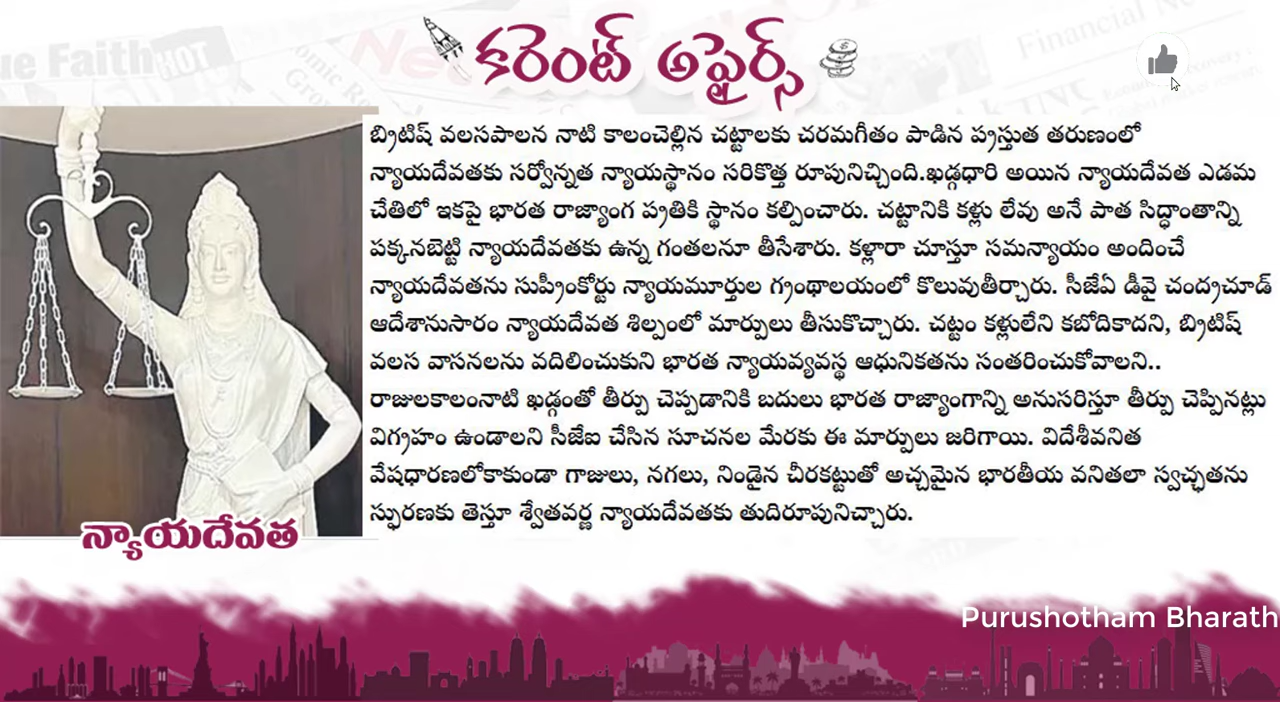 కరెంట్ అఫైర్స్
బ్రిటిష్ వలసపాలన నాటి కాలంచెల్లిన చట్టాలకు చరమగీతం పాడిన ప్రస్తుత తరుణంలో
న్యాయదేవతకు సర్వోన్నత న్యాయస్థానం సరికొత్త రూపునిచ్చింది.ఖడ్గధారి అయిన న్యాయదేవత ఎడమ
చేతిలో ఇకపై భారత రాజ్యాంగ ప్రతికి స్థానం కల్పించారు. చట్టానికి కళ్లు లేవు అనే పాత సిద్ధాంతాన్ని
పక్కనబెట్టి న్యాయదేవతకు ఉన్న గంతలనూ తీసేశారు. కళ్లారా చూస్తూ సమన్యాయం అందించే
న్యాయదేవతను సుప్రీంకోర్టు న్యాయమూర్తుల గ్రంథాలయంలో కొలువుతీర్చారు. సీజేఏ డీవై చంద్రచూడ్
ఆదేశానుసారం న్యాయదేవత శిల్పంలో మార్పులు తీసుకొచ్చారు. చట్టం కళ్లులేని కబోదికాదని, బ్రిటిష్
వలస వాసనలను వదిలించుకుని భారత న్యాయవ్యవస్థ ఆధునికతను సంతరించుకోవాలని..
రాజులకాలంనాటి ఖడ్గంతో తీర్పు చెప్పడానికి బదులు భారత రాజ్యాంగాన్ని అనుసరిస్తూ తీర్పు చెప్పినట్లు
విగ్రహం ఉండాలని సీజేఐ చేసిన సూచనల మేరకు ఈ మార్పులు జరిగాయి. విదేశీవనిత
వేషధారణలోకాకుండా గాజులు, నగలు, నిండైన చీరకట్టుతో అచ్చమైన భారతీయ వనితలా స్వచ్ఛతను
స్ఫురణకు తెస్తూ శ్వేతవర్ణ న్యాయదేవతకు తుదిరూపునిచ్చారు.
న్యాయదేవత
Purushotham Bharath